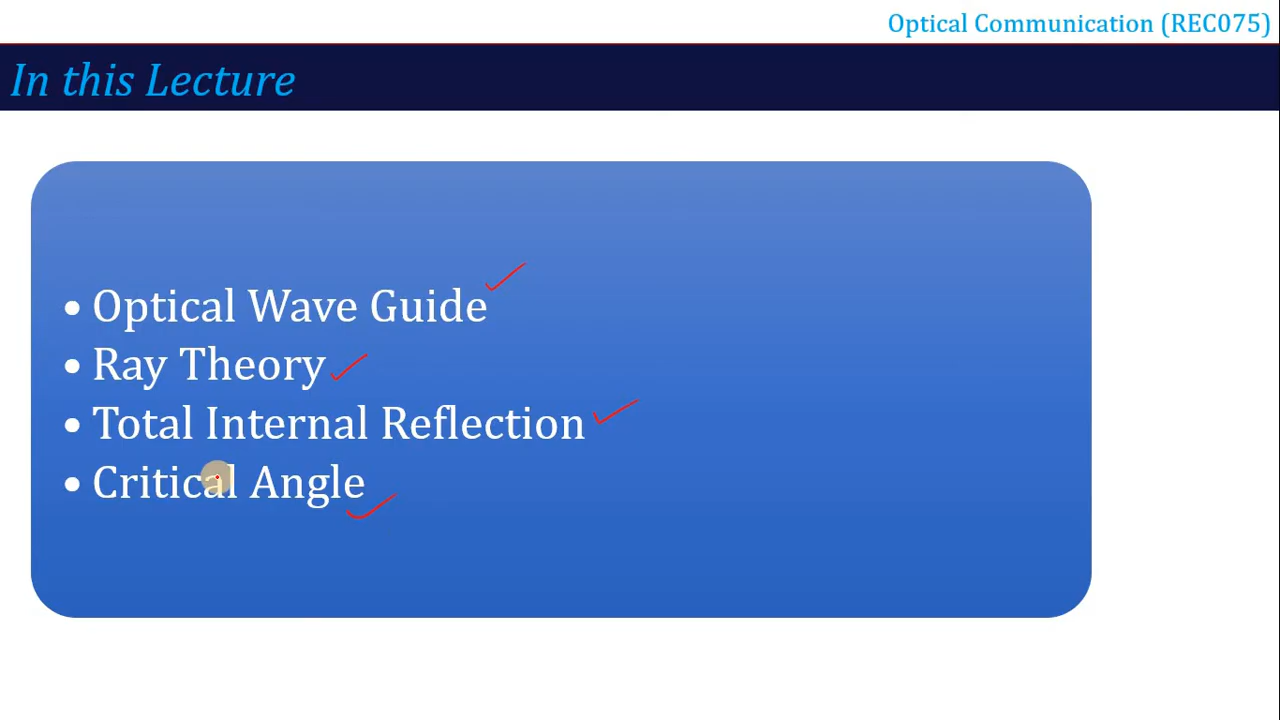 Optical Communication (REC075)
In this Lecture
• Optical Wave Guide
• Ray Theory
• Total Internal Reflection
• Critical Angle